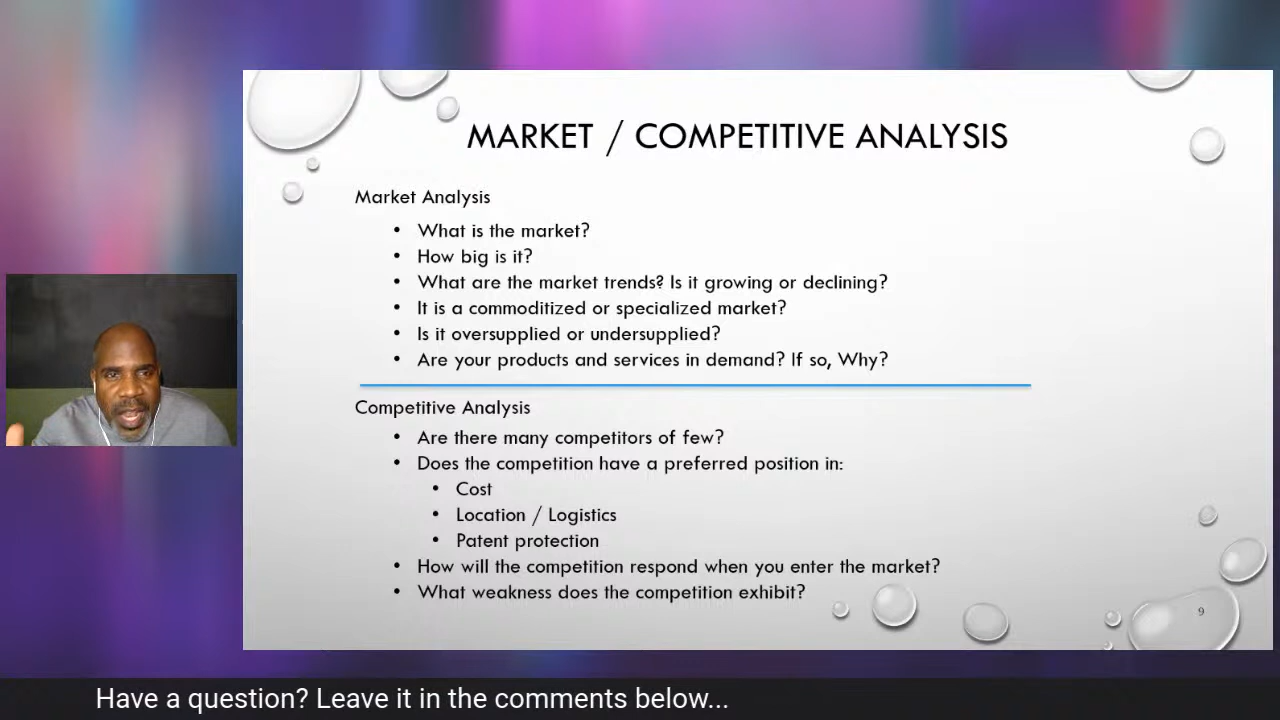 MARKET / COMPETITIVE ANALYSIS
Market Analysis
• What is the market?
• How big is it?
• What are the market trends? Is it growing or declining?
• It is a commoditized or specialized market?
• Is it oversupplied or undersupplied?
• Are your products and services in demand? If so, Why?
Competitive Analysis
• Are there many competitors of few?
• Does the competition have a preferred position in:
• Cost
• Location / Logistics
• Patent protection
• How will the competition respond when you enter the market?
• What weakness does the competition exhibit?
9
Have a question? Leave it in the comments below...